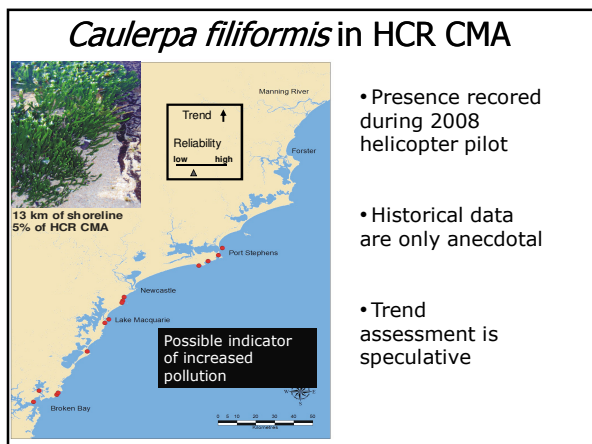 Caulerpa filiformis in HCR CMA
Manning River
Trend
Reliability
low high
Forster
13 km of shoreline
5% of HCR CMA
Port Stephens
Newcastle
Lake Macquarie
Possible indicator
of increased
pollution
Broken Bay
N
W E
S
0 5 10 20 30 40 50
Kilometres
• Presence recored
during 2008
helicopter pilot
• Historical data
are only anecdotal
• Trend
assessment is
speculative